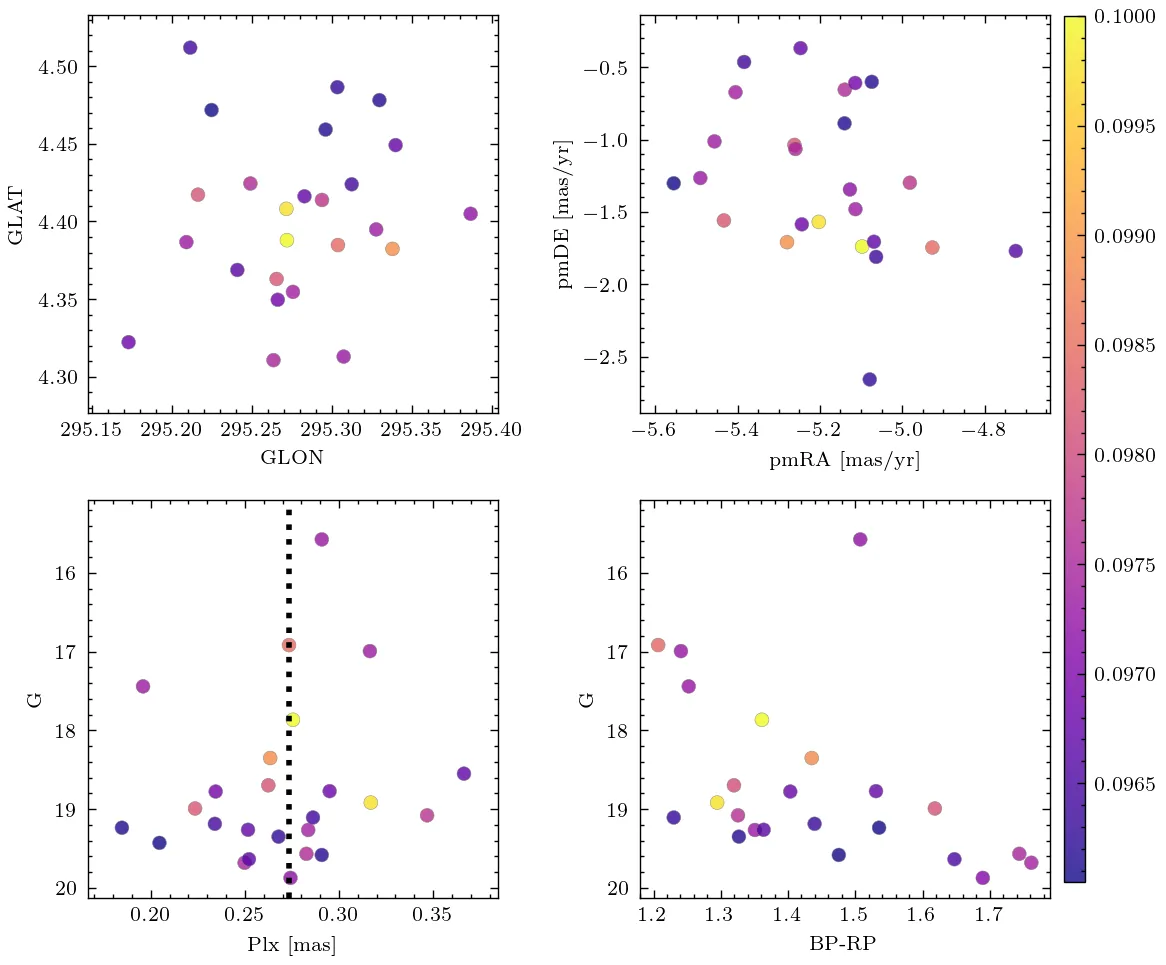 4.50
4.45
4.40
4.35
4.30
GLAT
295.15 295.20 295.25 295.30 295.35 295.40
GLON
−0.5
−1.0
−1.5
−2.0
−2.5
pmDE [mas/yr]
−5.6 −5.4 −5.2 −5.0 −4.8
pmRA [mas/yr]
16
17
18
19
20
G
0.20 0.25 0.30 0.35
Plx [mas]
16
17
18
19
20
G
1.2 1.3 1.4 1.5 1.6 1.7
BP-RP
0.1000
0.0995
0.0990
0.0985
0.0980
0.0975
0.0970
0.0965